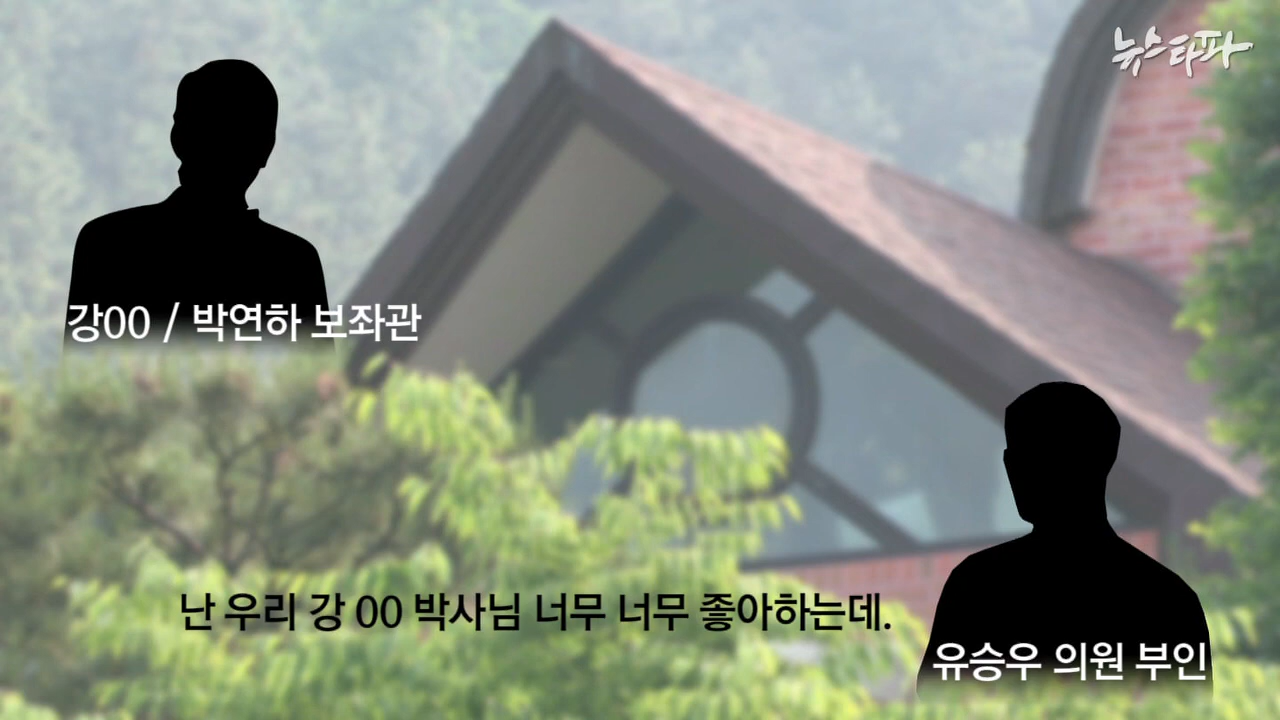 뉴스타파
강00 / 박연하 보좌관
난 우리 강 00 박사님 너무 너무 좋아하는데.
유승우 의원 부인